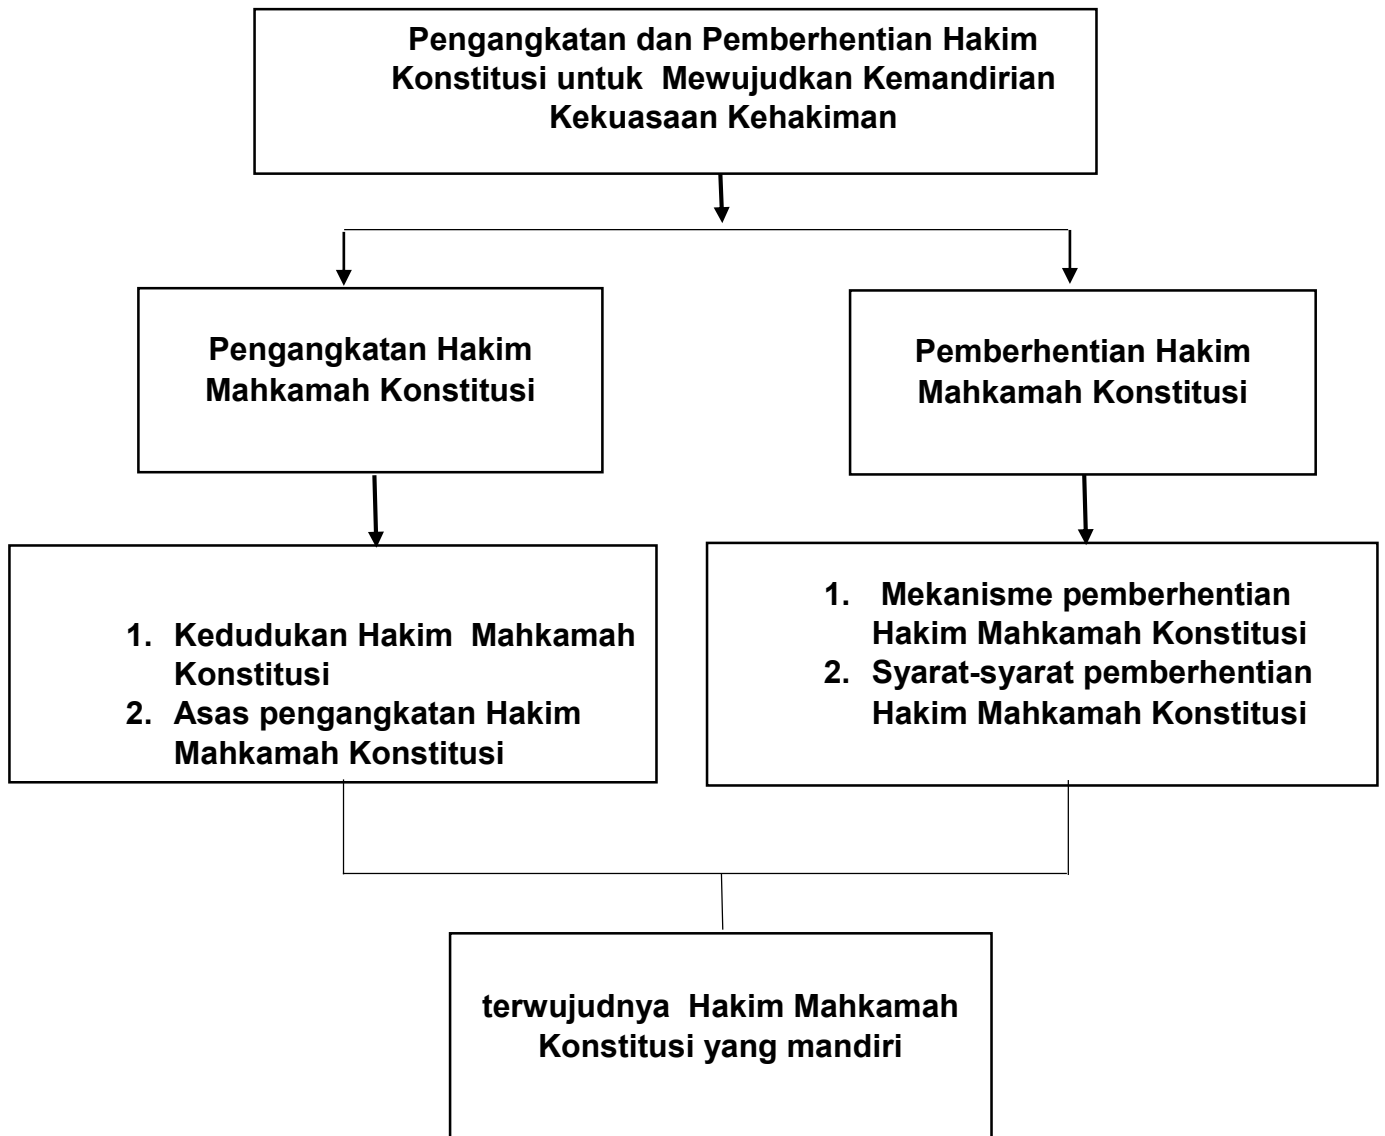 Pengangkatan dan Pemberhentian Hakim
Konstitusi untuk  Mewujudkan Kemandirian
Kekuasaan Kehakiman
Pengangkatan Hakim
Mahkamah Konstitusi
Pemberhentian Hakim
Mahkamah Konstitusi
1. Kedudukan Hakim  Mahkamah
Konstitusi
2. Asas pengangkatan Hakim
Mahkamah Konstitusi
1.  Mekanisme pemberhentian
Hakim Mahkamah Konstitusi
2. Syarat-syarat pemberhentian
Hakim Mahkamah Konstitusi
terwujudnya  Hakim Mahkamah
Konstitusi yang mandiri